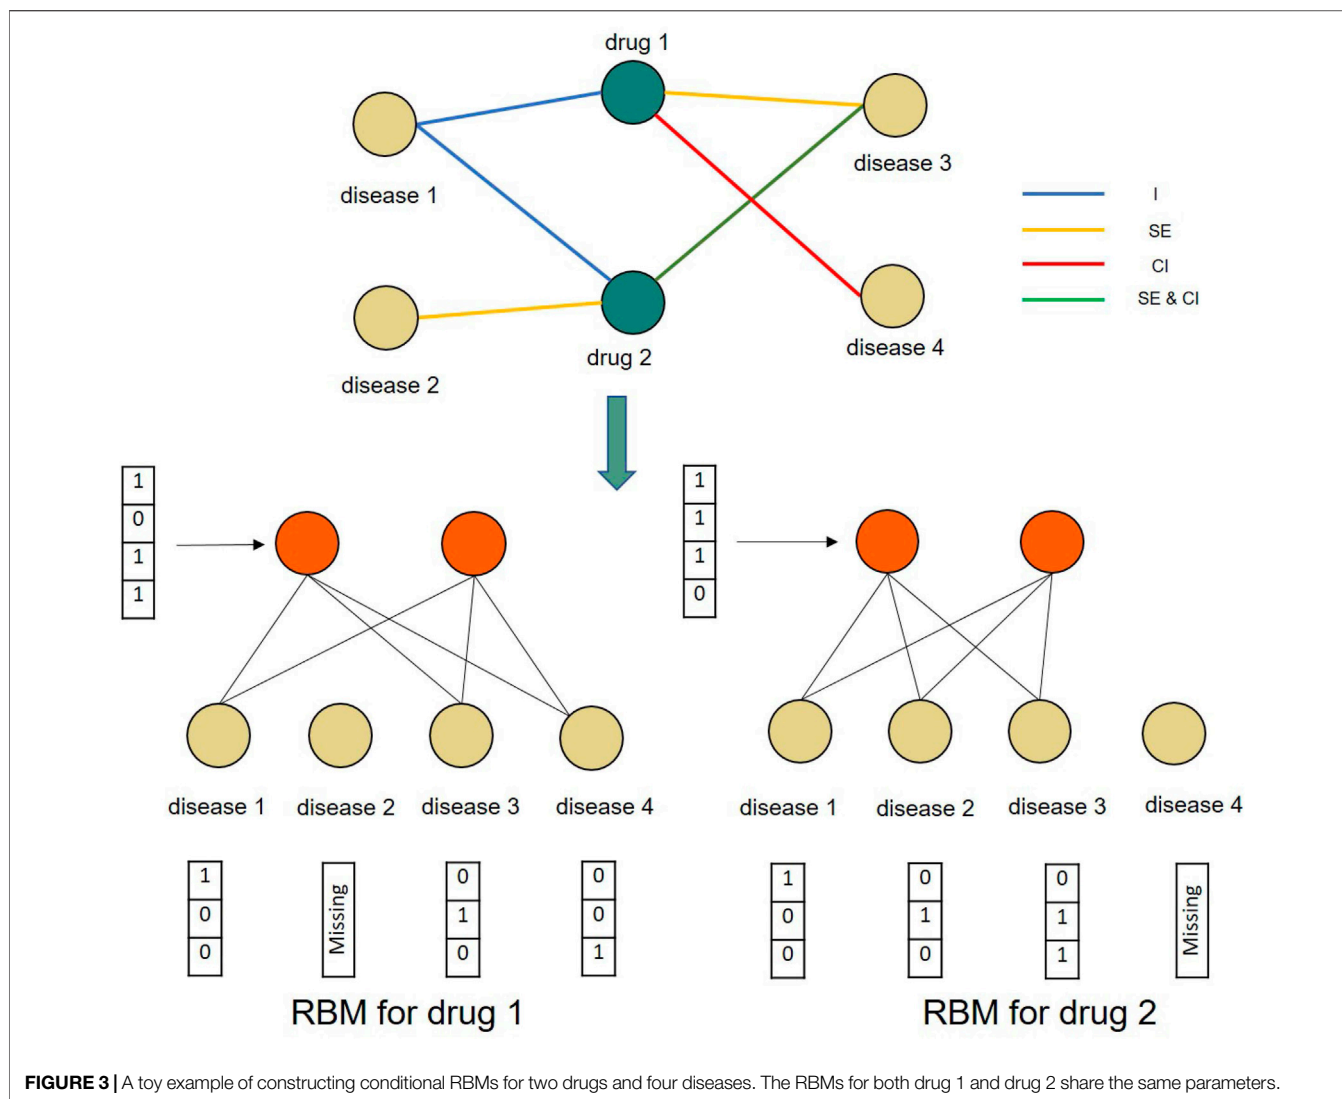 drug 1
disease 3
disease 1
I
SE
CI
SE & CI
drug 2
disease 4
disease 2
1
0
1
1
1
1
1
0
disease 1 disease 2 disease 3 disease 4
disease 1 disease 2 disease 3 disease 4
1
0
0
Missing
0
1
0
0
0
1
1
0
0
0
1
0
0
1
1
Missing
RBM for drug 1
RBM for drug 2
FIGURE 3 | A toy example of constructing conditional RBMs for two drugs and four diseases. The RBMs for both drug 1 and drug 2 share the same parameters.